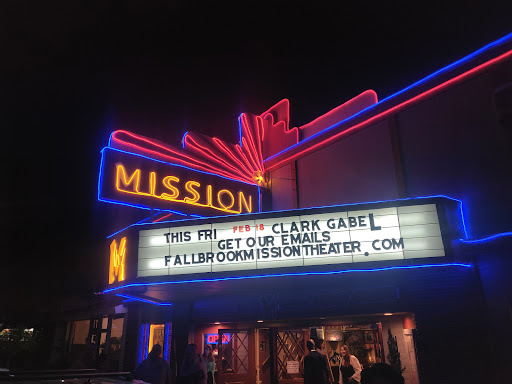 MISSION
THIS FRI FEB 18 CLARK GABEL
GET OUR EMAILS
FALLBROOKMISSIONTHEATER.COM
M
OPEN